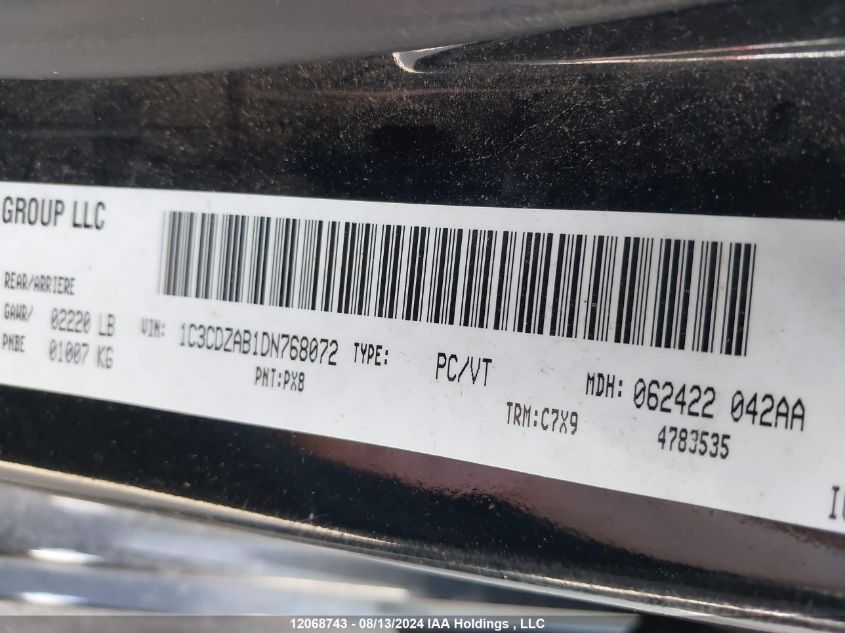 GROUP LLC
REAR/ARRIERE
GAWR/ 02220 LB
PNBE 01007 KG
VIN: 1C3CDZAB1DN768072 TYPE: PC/VT MDH: 062422 042AA
PNT:PX8 TRM:C7X9 4783535
12068743 - 08/13/2024 IAA Holdings , LLC